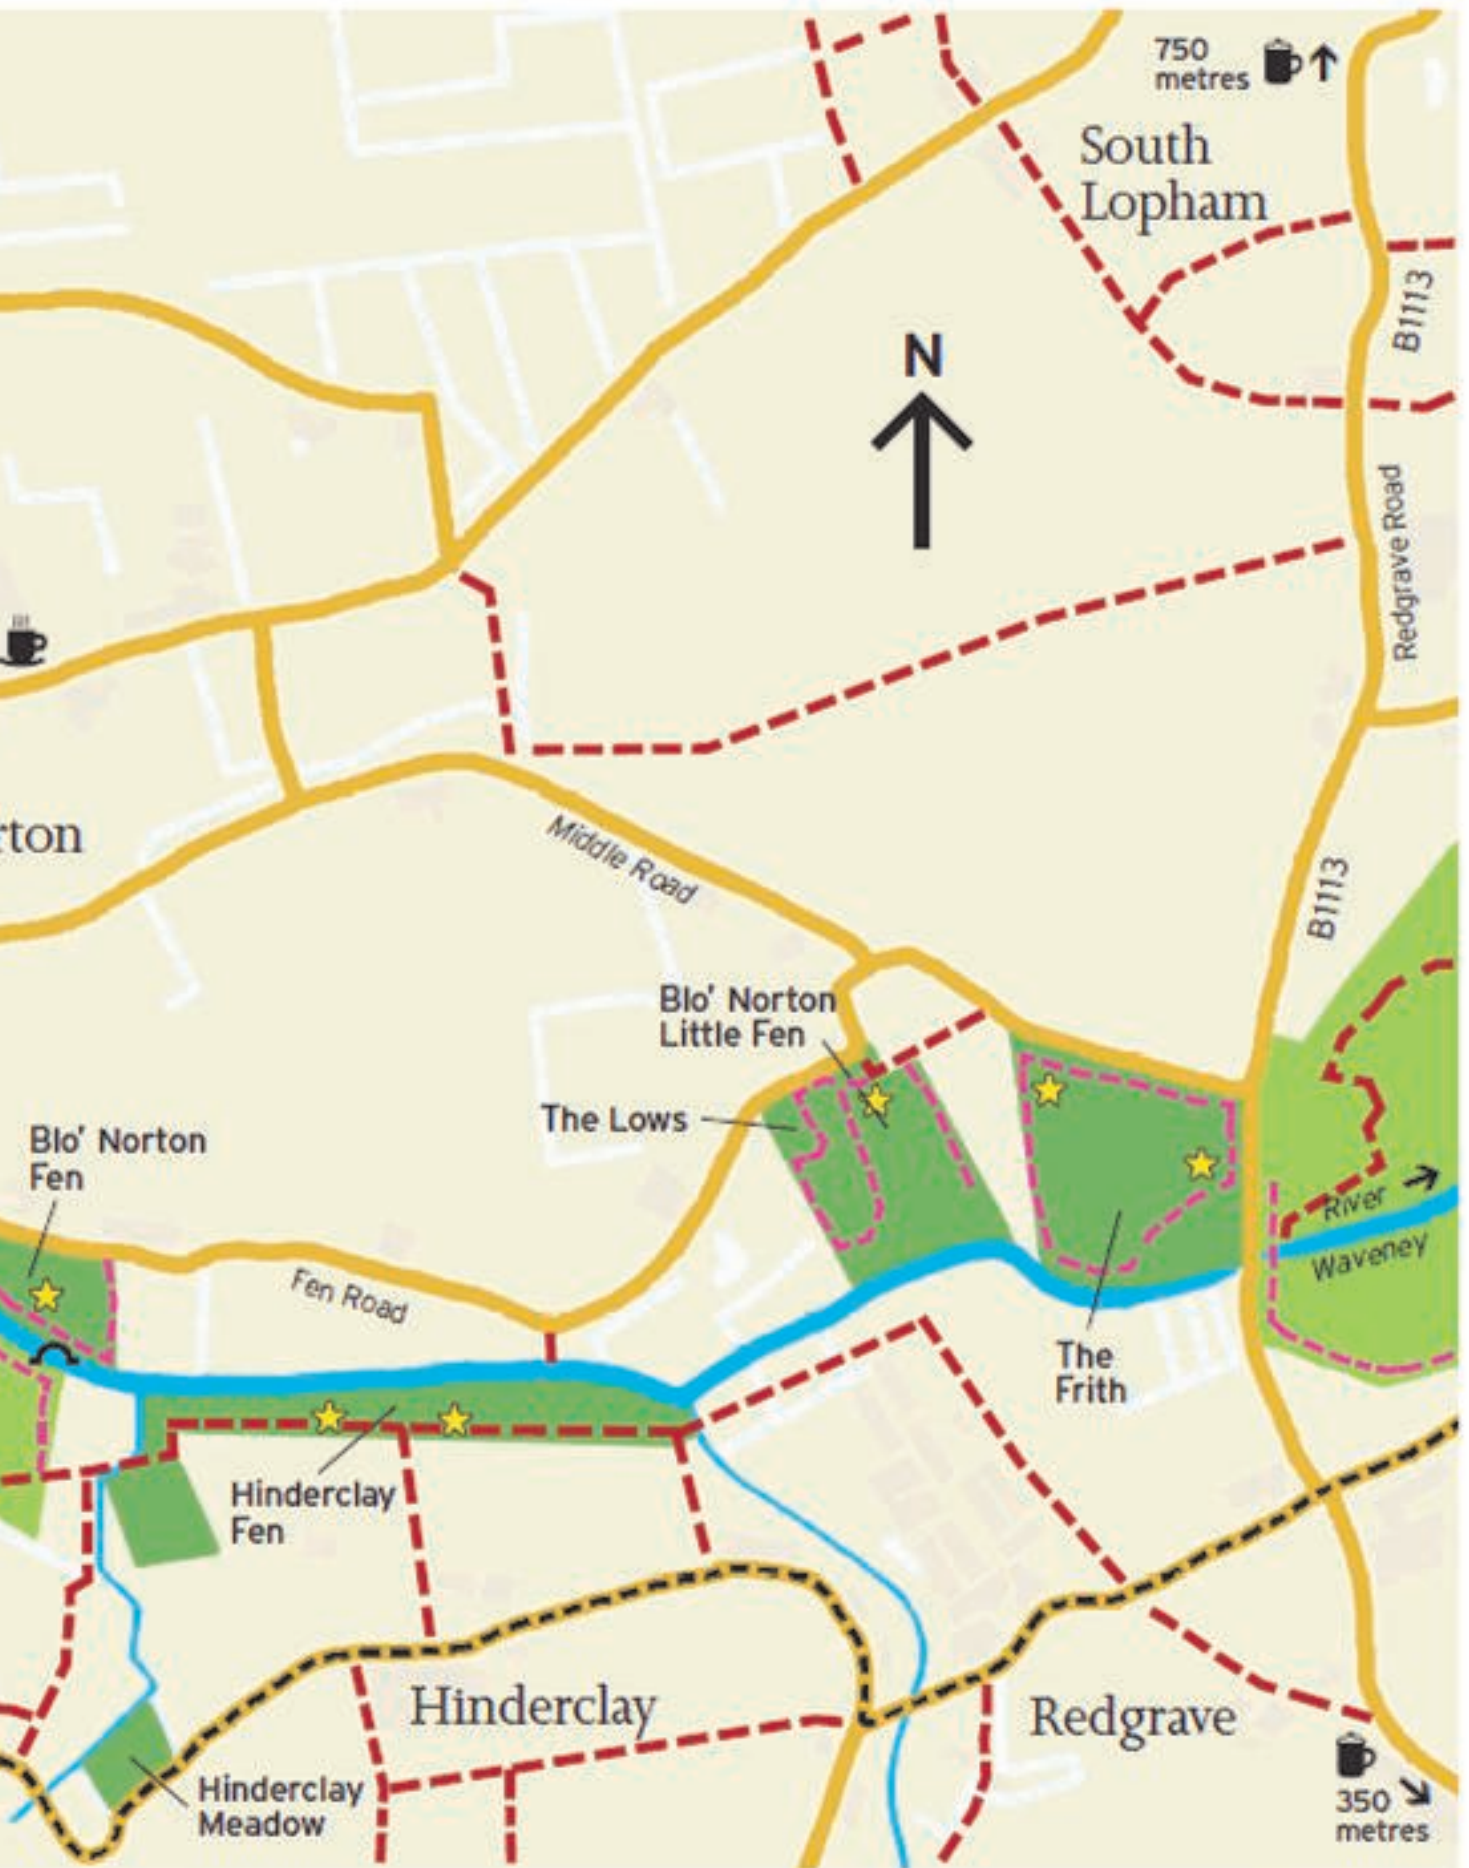 750
metres
South
Lopham
B1113
N
Redgrave Road
rton
Middle Road
B1113
Blo' Norton
Little Fen
The Lows
Blo' Norton
Fen
River
Waveney
Fen Road
The
Frith
Hinderclay
Fen
Hinderclay
Redgrave
Hinderclay
Meadow
350
metres